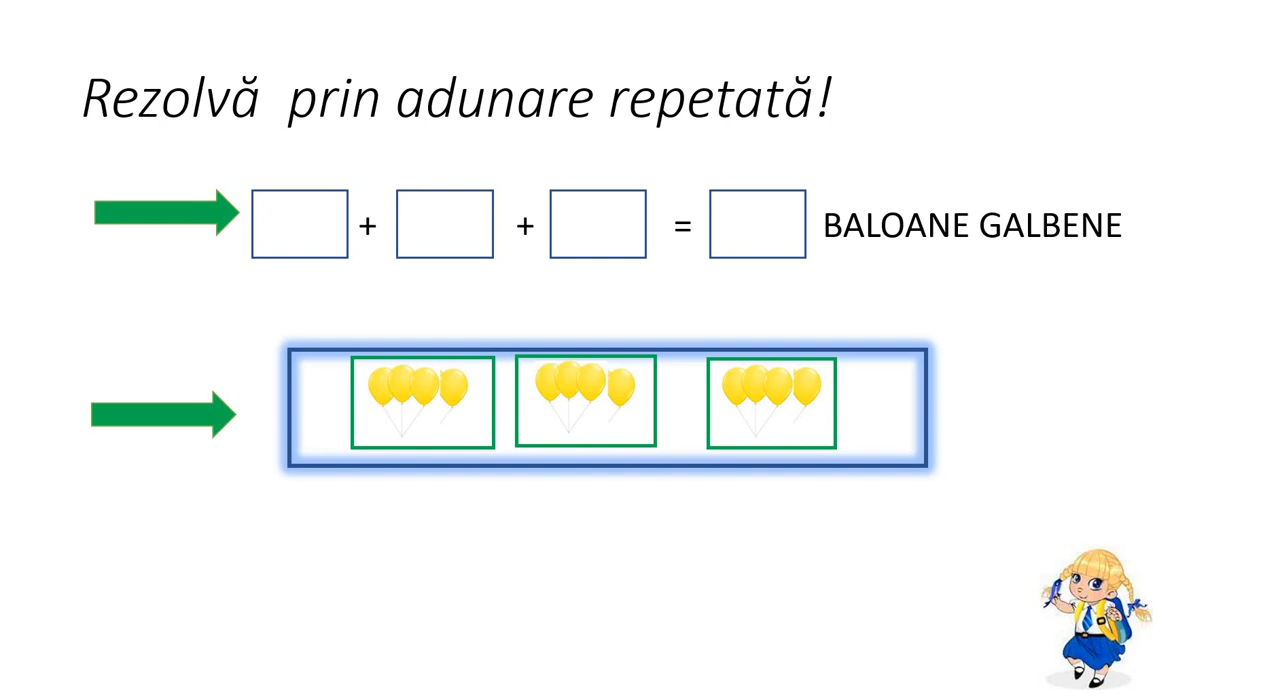 Rezolvă prin adunare repetată!
+ + = BALOANE GALBENE